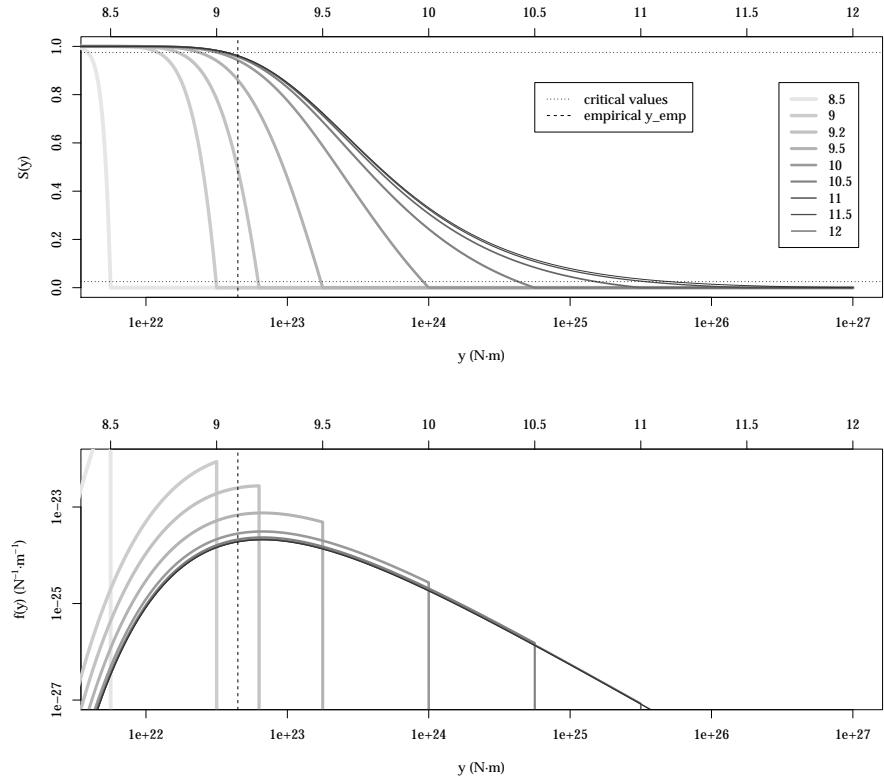 8.5 9 9.5 10 10.5 11 11.5 12
1.0
0.8
0.6
0.4
0.2
0.0
S(y)
critical values
empirical y_emp
8.5
9
9.2
9.5
10
10.5
11
11.5
12
1e+22 1e+23 1e+24 1e+25 1e+26 1e+27
y (N·m)
8.5 9 9.5 10 10.5 11 11.5 12
1e-23
1e-25
1e-27
f(y) (N⁻¹·m⁻¹)
1e+22 1e+23 1e+24 1e+25 1e+26 1e+27
y (N·m)